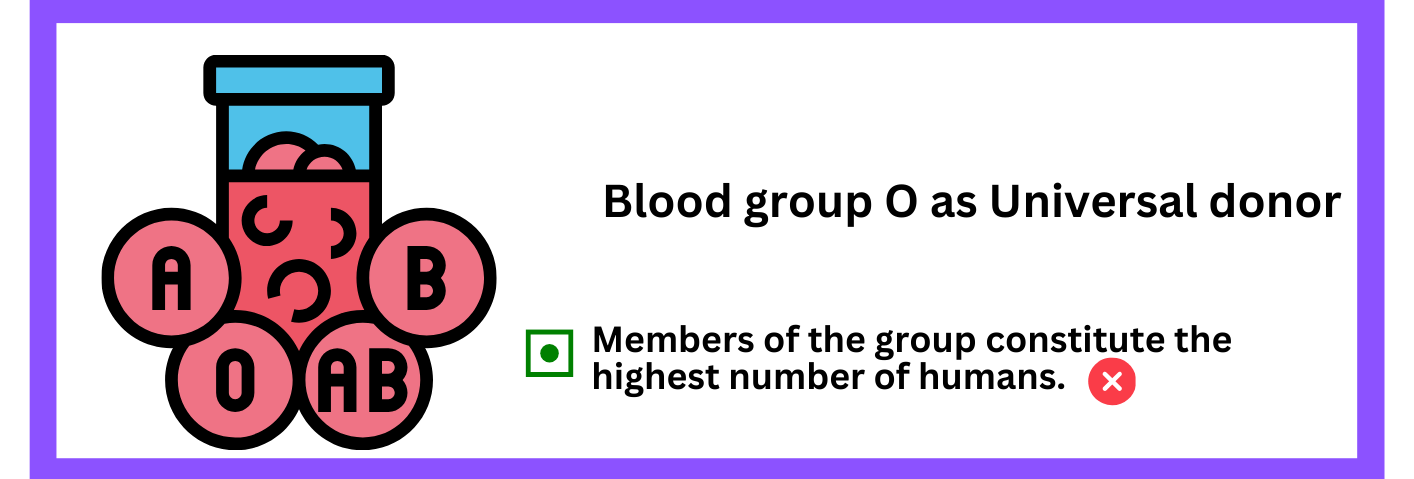 Blood group O as Universal donor
A
B
O
AB
Members of the group constitute the
highest number of humans.